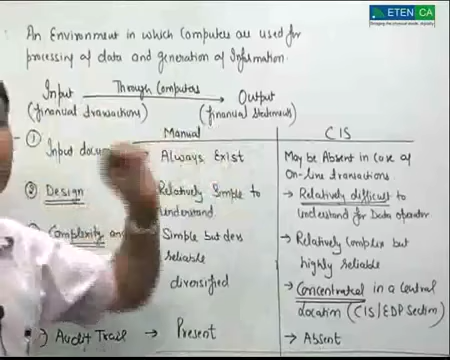 ETEN CA
An Environment in which Computers are used for
processing of data and generation of Information.
Input Through Computers Output
(financial transactions) (financial statements)
Manual CIS
① Input docu Always Exist May be Absent in Case of
On-line transactions
② Design Relatively Simple to → Relatively difficult to
understand understand for Data operator
Complexity an Simple but less → Relatively Complex but
reliable highly reliable
diversified → Concentrated in a Central
Location (CIS/EDP Section)
) Audit Trail → Present → Absent